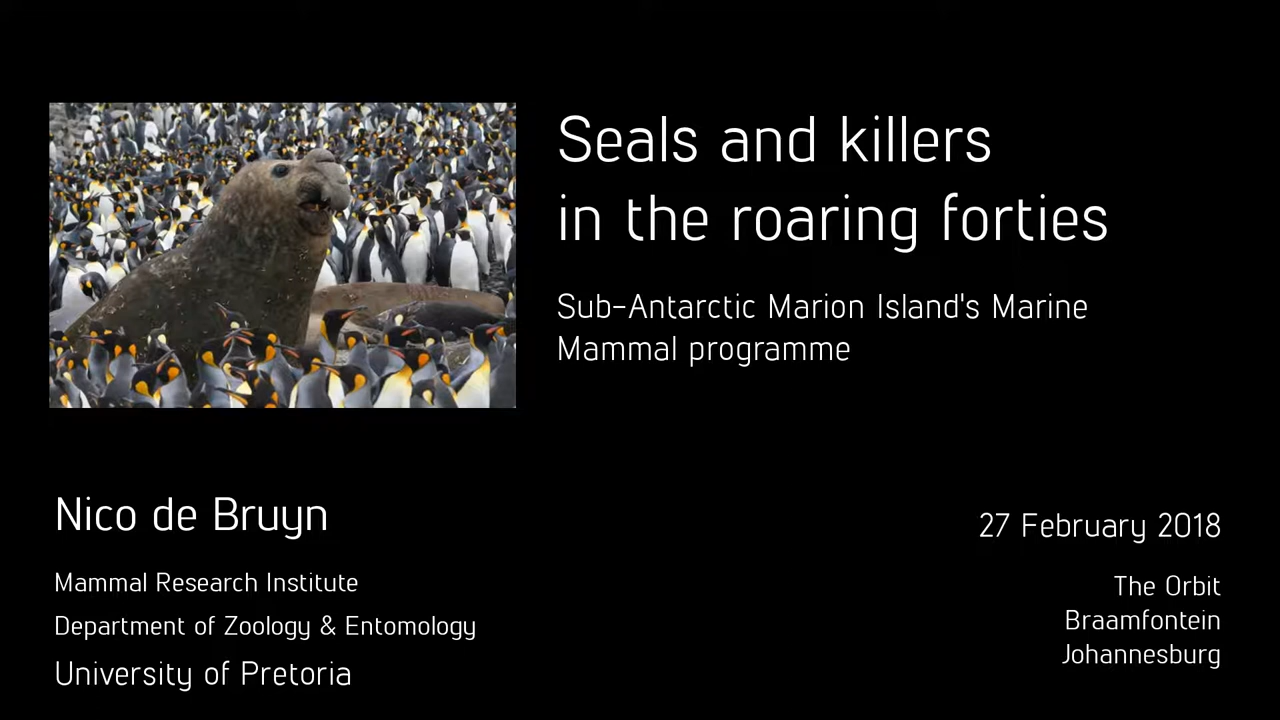 Seals and killers
in the roaring forties
Sub-Antarctic Marion Island's Marine
Mammal programme
Nico de Bruyn
Mammal Research Institute
Department of Zoology & Entomology
University of Pretoria
27 February 2018
The Orbit
Braamfontein
Johannesburg